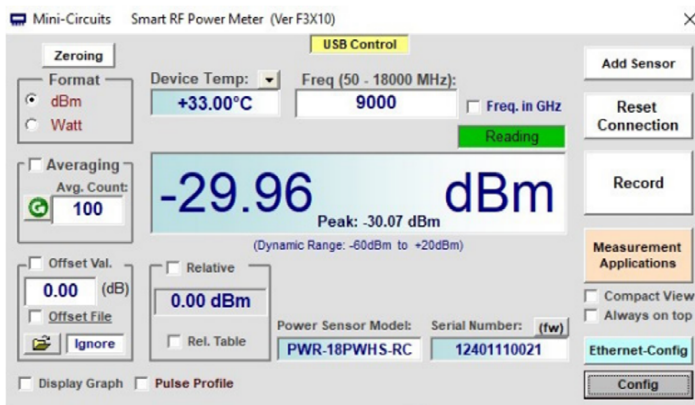 Mini-Circuits Smart RF Power Meter (Ver F3X10)
USB Control
Zeroing
Format
dBm
Watt
Device Temp:
+33.00°C
Freq (50 - 18000 MHz):
9000
Freq. in GHz
Reading
Add Sensor
Reset
Connection
Averaging
Avg. Count:
100
-29.96 dBm
Peak: -30.07 dBm
(Dynamic Range: -60dBm to +20dBm)
Record
Measurement
Applications
Offset Val.
0.00 (dB)
Offset File
Ignore
Relative
0.00 dBm
Rel. Table
Power Sensor Model:
PWR-18PWHS-RC
Serial Number: (fw)
12401110021
Compact View
Always on top
Ethernet-Config
Config
Display Graph
Pulse Profile